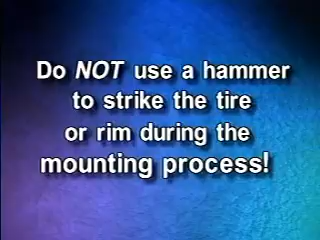 Do NOT use a hammer
to strike the tire
or rim during the
mounting process!